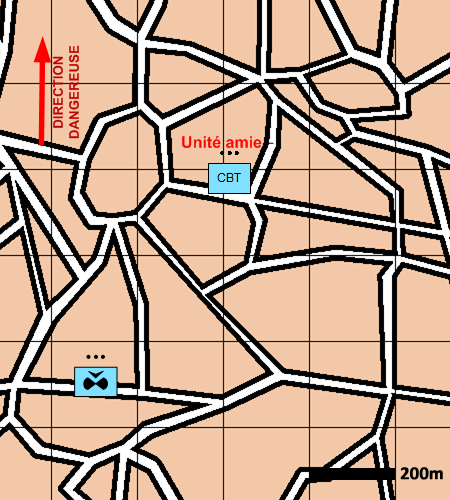 DIRECTION
DANGEREUSE
Unité amie
CBT
200m